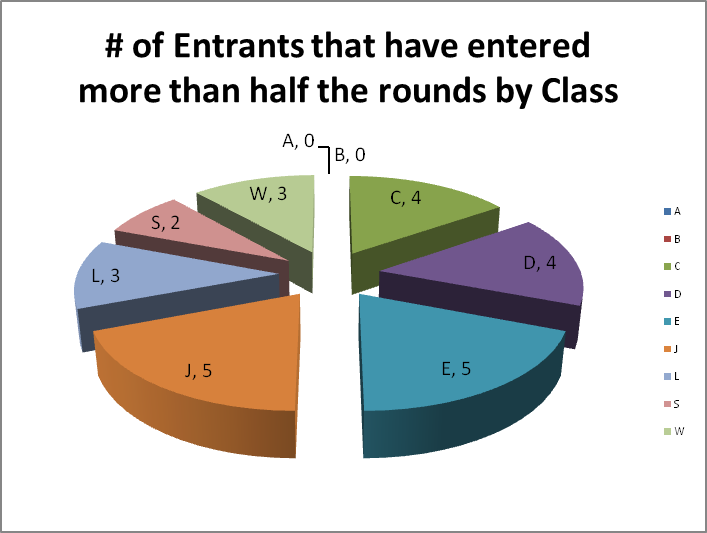 # of Entrants that have entered
more than half the rounds by Class
A, 0
B, 0
W, 3
C, 4
S, 2
D, 4
L, 3
J, 5
E, 5
A
B
C
D
E
J
L
S
W